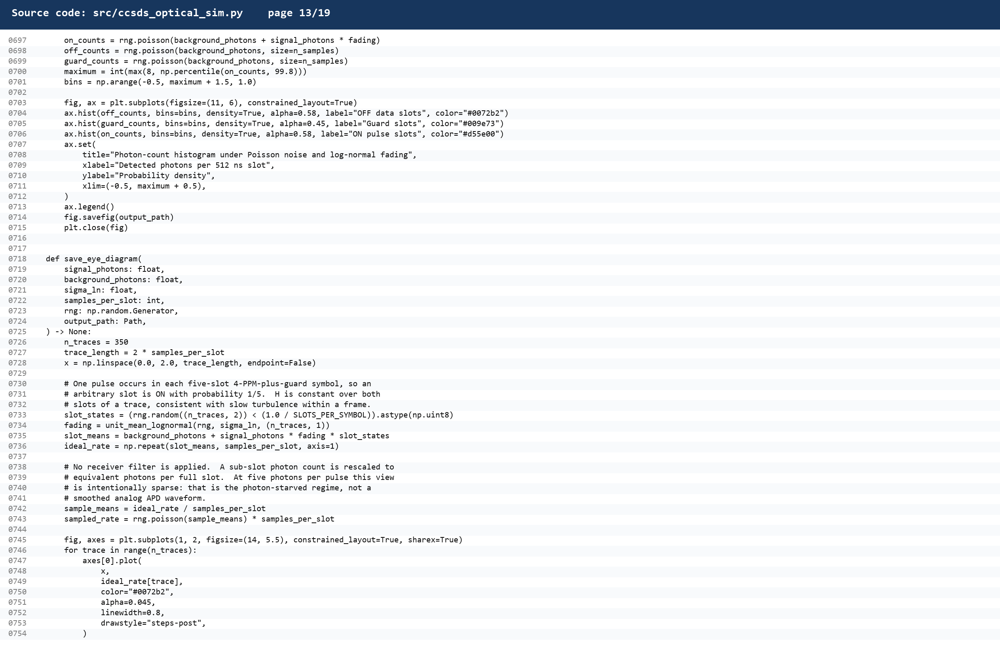 Source code: src/ccsds_optical_sim.py    page 13/19
0697        on_counts = rng.poisson(background_photons + signal_photons * fading)
0698        off_counts = rng.poisson(background_photons, size=n_samples)
0699        guard_counts = rng.poisson(background_photons, size=n_samples)
0700        maximum = int(max(8, np.percentile(on_counts, 99.8)))
0701        bins = np.arange(-0.5, maximum + 1.5, 1.0)
0702
0703        fig, ax = plt.subplots(figsize=(11, 6), constrained_layout=True)
0704        ax.hist(off_counts, bins=bins, density=True, alpha=0.58, label="OFF data slots", color="#0072b2")
0705        ax.hist(guard_counts, bins=bins, density=True, alpha=0.45, label="Guard slots", color="#009e73")
0706        ax.hist(on_counts, bins=bins, density=True, alpha=0.58, label="ON pulse slots", color="#d55e00")
0707        ax.set(
0708            title="Photon-count histogram under Poisson noise and log-normal fading",
0709            xlabel="Detected photons per 512 ns slot",
0710            ylabel="Probability density",
0711            xlim=(-0.5, maximum + 0.5),
0712        )
0713        ax.legend()
0714        fig.savefig(output_path)
0715        plt.close(fig)
0716
0717
0718    def save_eye_diagram(
0719        signal_photons: float,
0720        background_photons: float,
0721        sigma_ln: float,
0722        samples_per_slot: int,
0723        rng: np.random.Generator,
0724        output_path: Path,
0725    ) -> None:
0726        n_traces = 350
0727        trace_length = 2 * samples_per_slot
0728        x = np.linspace(0.0, 2.0, trace_length, endpoint=False)
0729
0730        # One pulse occurs in each five-slot 4-PPM-plus-guard symbol, so an
0731        # arbitrary slot is ON with probability 1/5.  H is constant over both
0732        # slots of a trace, consistent with slow turbulence within a frame.
0733        slot_states = (rng.random((n_traces, 2)) < (1.0 / SLOTS_PER_SYMBOL)).astype(np.uint8)
0734        fading = unit_mean_lognormal(rng, sigma_ln, (n_traces, 1))
0735        slot_means = background_photons + signal_photons * fading * slot_states
0736        ideal_rate = np.repeat(slot_means, samples_per_slot, axis=1)
0737
0738        # No receiver filter is applied.  A sub-slot photon count is rescaled to
0739        # equivalent photons per full slot.  At five photons per pulse this view
0740        # is intentionally sparse: that is the photon-starved regime, not a
0741        # smoothed analog APD waveform.
0742        sample_means = ideal_rate / samples_per_slot
0743        sampled_rate = rng.poisson(sample_means) * samples_per_slot
0744
0745        fig, axes = plt.subplots(1, 2, figsize=(14, 5.5), constrained_layout=True, sharex=True)
0746        for trace in range(n_traces):
0747            axes[0].plot(
0748                x,
0749                ideal_rate[trace],
0750                color="#0072b2",
0751                alpha=0.045,
0752                linewidth=0.8,
0753                drawstyle="steps-post",
0754            )